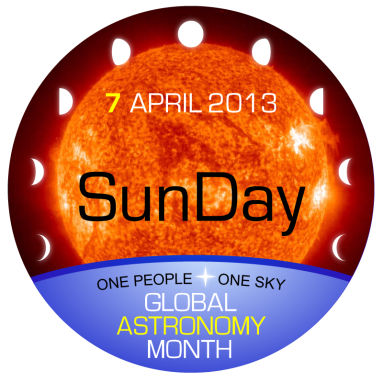 7 APRIL 2013
SunDay
ONE PEOPLE ONE SKY
GLOBAL
ASTRONOMY
MONTH